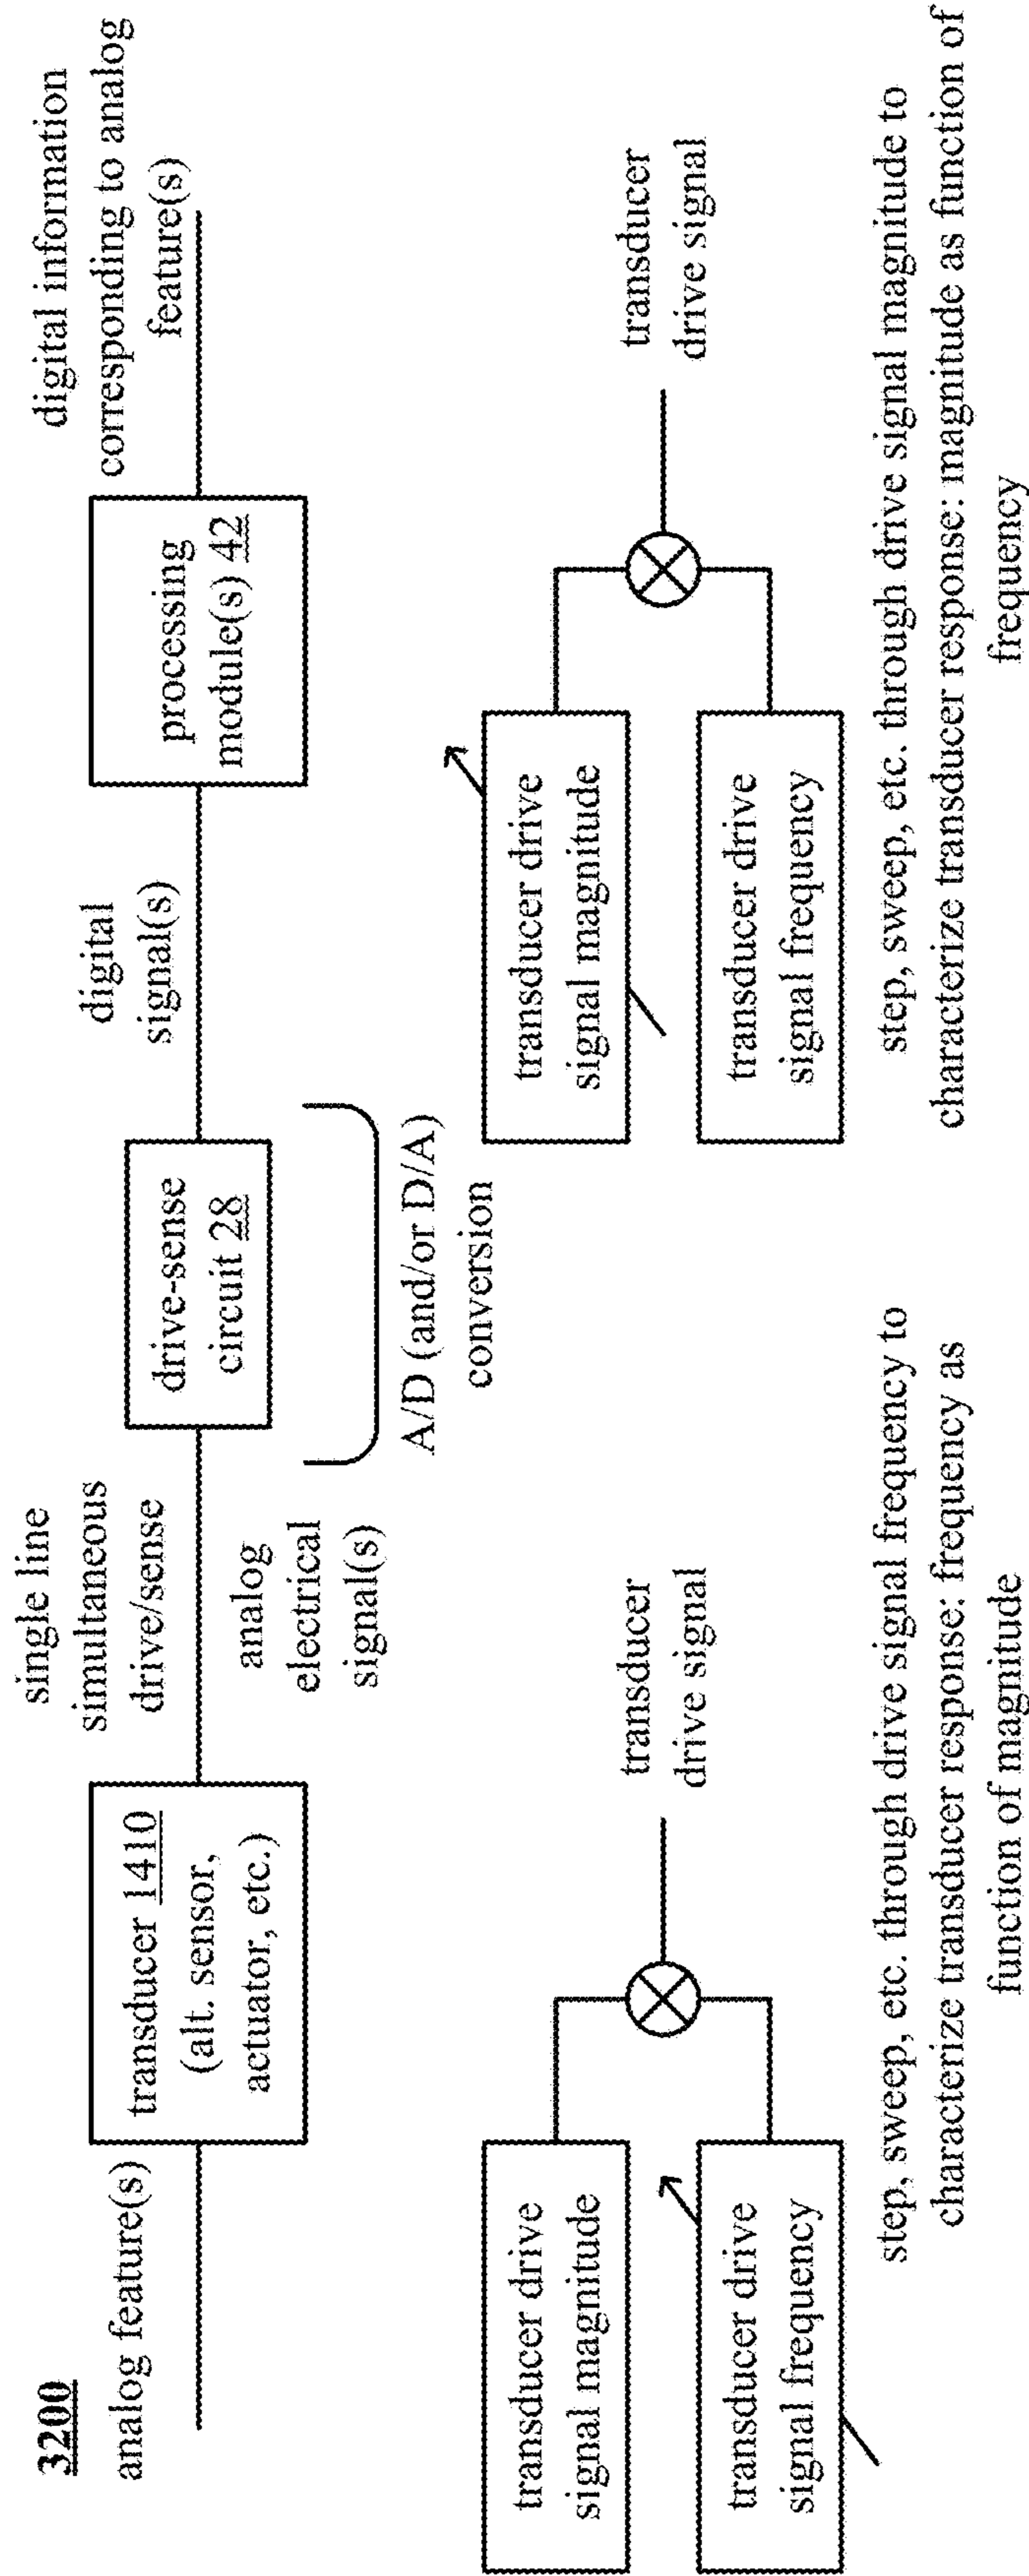 3200
analog feature(s)
transducer 1410
(alt. sensor,
actuator, etc.)
single line
simultaneous
drive/sense
analog
electrical
signal(s)
drive-sense
circuit 28
A/D (and/or D/A)
conversion
digital
signal(s)
processing
module(s) 42
digital information
corresponding to analog
feature(s)
transducer drive
signal magnitude
transducer drive
signal frequency
transducer
drive signal
step, sweep, etc. through drive signal frequency to
characterize transducer response: frequency as
function of magnitude
transducer drive
signal magnitude
transducer drive
signal frequency
transducer
drive signal
step, sweep, etc. through drive signal magnitude to
characterize transducer response: magnitude as function of
frequency